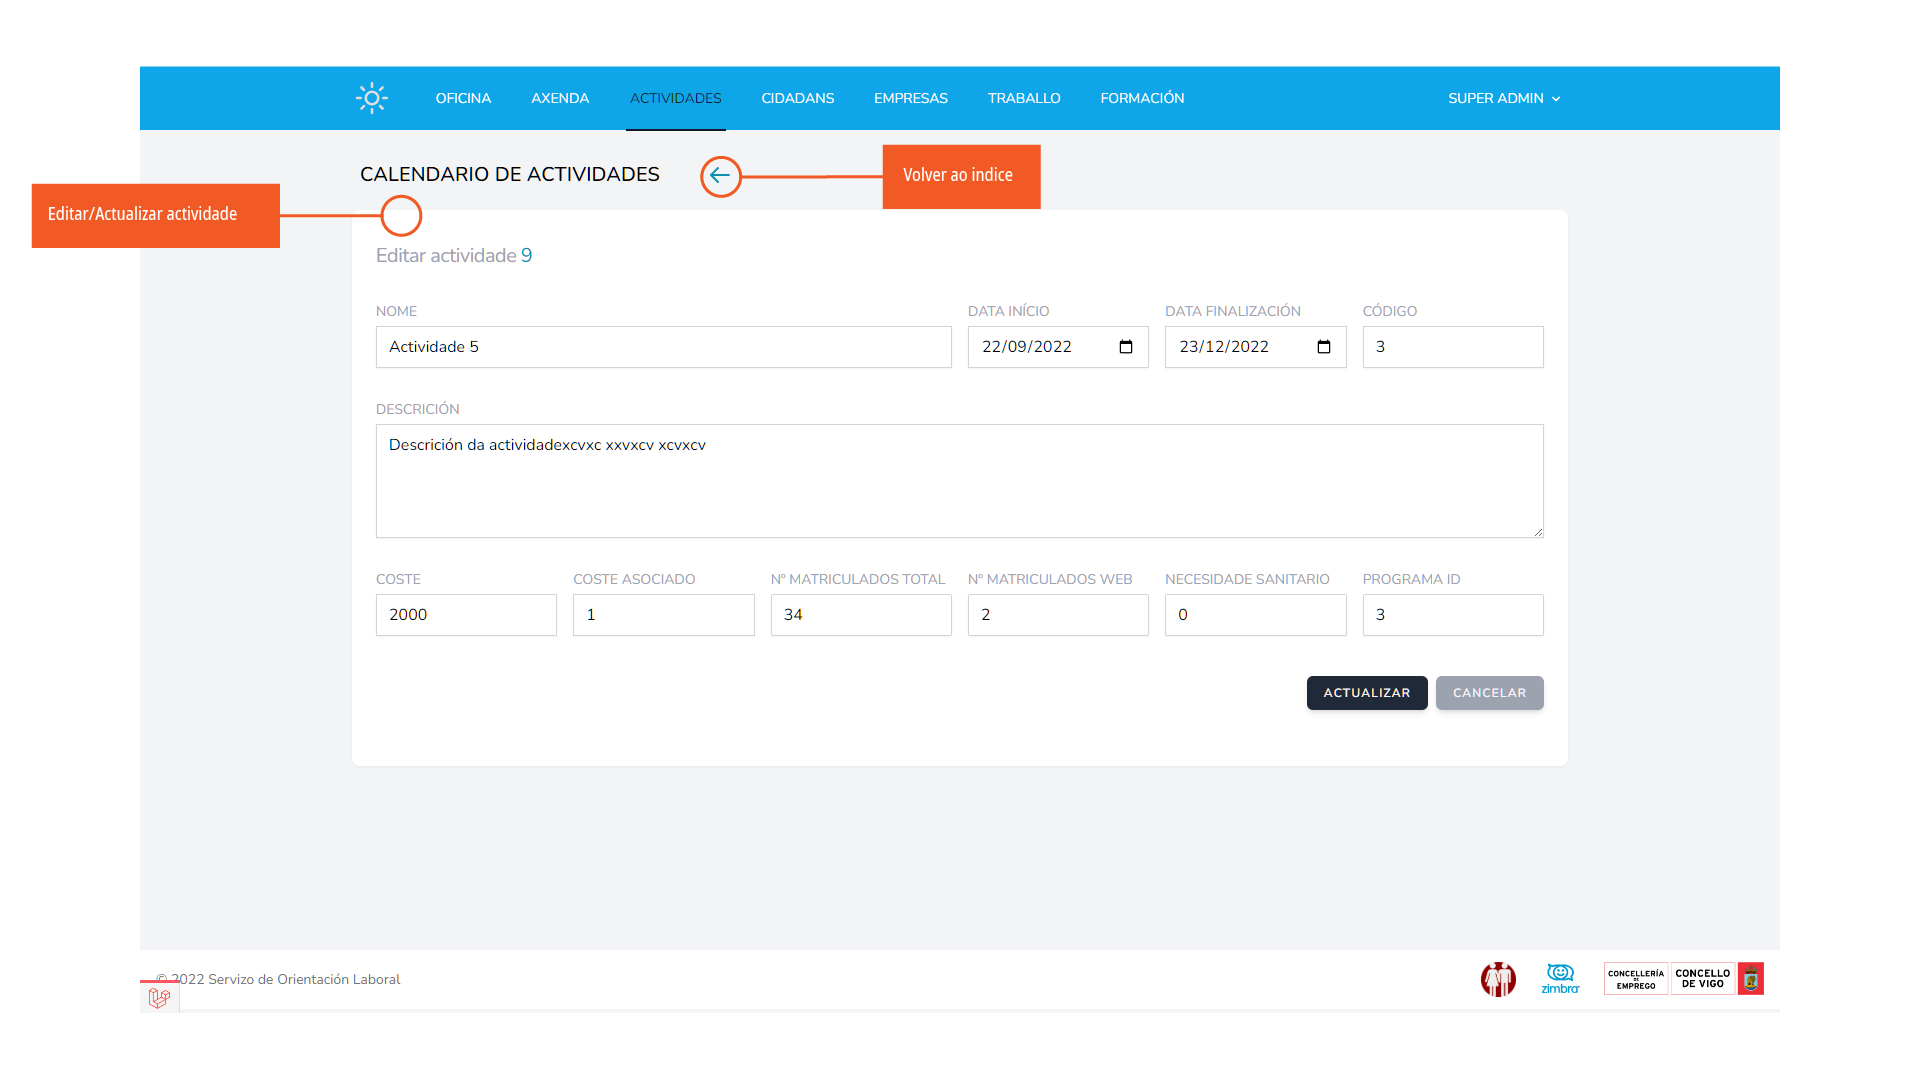 OFICINA AXENDA ACTIVIDADES CIDADANS EMPRESAS TRABALLO FORMACIÓN SUPER ADMIN
CALENDARIO DE ACTIVIDADES
Volver ao indice
Editar/Actualizar actividade
Editar actividade 9
NOME DATA INÍCIO DATA FINALIZACIÓN CÓDIGO
Actividade 5 22/09/2022 23/12/2022 3
DESCRICIÓN
Descrición da actividadexcvxc xxvxcv xcvxcv
COSTE COSTE ASOCIADO Nº MATRICULADOS TOTAL Nº MATRICULADOS WEB NECESIDADE SANITARIO PROGRAMA ID
2000 1 34 2 0 3
ACTUALIZAR CANCELAR
© 2022 Servizo de Orientación Laboral
zimbra
CONCELLERÍA
DE
EMPREGO
CONCELLO
DE VIGO